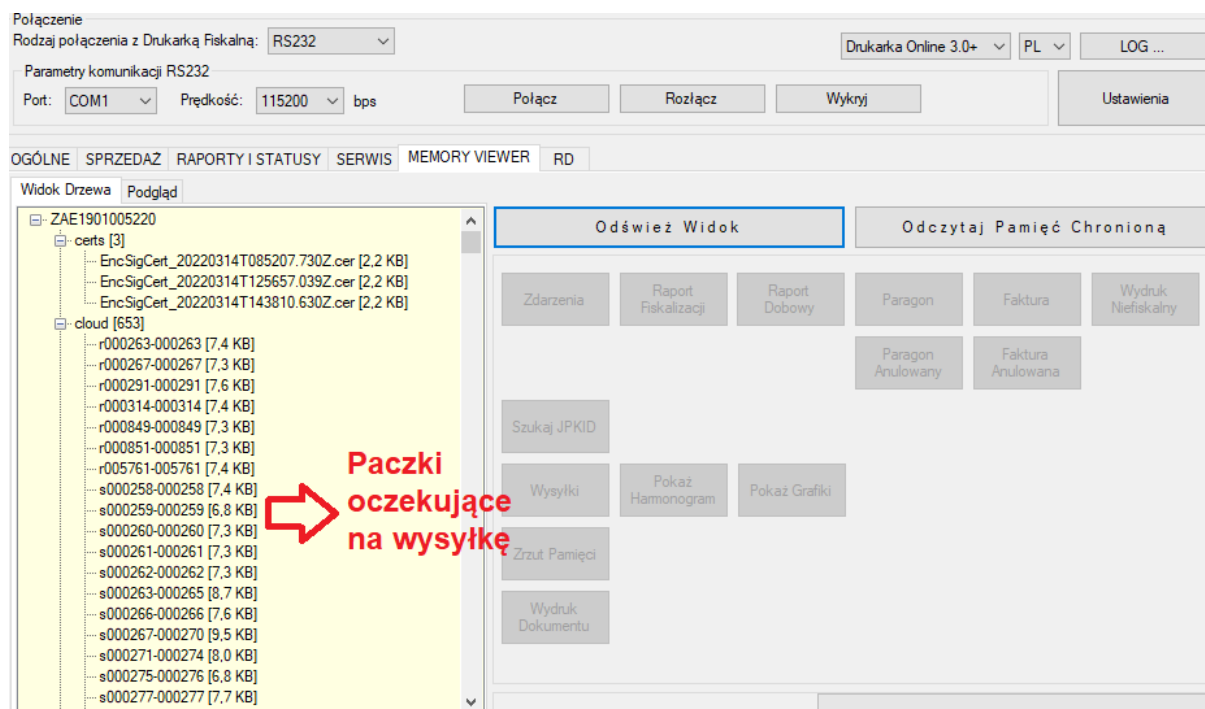 Połączenie
Rodzaj połączenia z Drukarką Fiskalną: RS232
Drukarka Online 3.0+ PL LOG ...
Parametry komunikacji RS232
Port: COM1 Prędkość: 115200 bps Połącz Rozłącz Wykryj Ustawienia
OGÓLNE SPRZEDAŻ RAPORTY I STATUSY SERWIS MEMORY VIEWER RD
Widok Drzewa Podgląd
ZAE1901005220
certs [3]
EncSigCert_20220314T085207.730Z.cer [2,2 KB]
EncSigCert_20220314T125657.039Z.cer [2,2 KB]
EncSigCert_20220314T143810.630Z.cer [2,2 KB]
cloud [653]
r000263-000263 [7,4 KB]
r000267-000267 [7,3 KB]
r000291-000291 [7,6 KB]
r000314-000314 [7,4 KB]
r000849-000849 [7,3 KB]
r000851-000851 [7,3 KB]
r005761-005761 [7,4 KB]
s000258-000258 [7,4 KB]
s000259-000259 [6,8 KB]
s000260-000260 [7,3 KB]
s000261-000261 [7,3 KB]
s000262-000262 [7,3 KB]
s000263-000265 [8,7 KB]
s000266-000266 [7,6 KB]
s000267-000270 [9,5 KB]
s000271-000274 [8,0 KB]
s000275-000276 [6,8 KB]
s000277-000277 [7,7 KB]
Paczki
oczekujące
na wysyłkę
Odśwież Widok Odczytaj Pamięć Chronioną
Zdarzenia
Raport
Fiskalizacji
Raport
Dobowy
Paragon
Faktura
Wydruk
Niefiskalny
Paragon
Anulowany
Faktura
Anulowana
Szukaj JPKID
Wysyłki
Pokaż
Harmonogram
Pokaż Grafiki
Zrzut Pamięci
Wydruk
Dokumentu